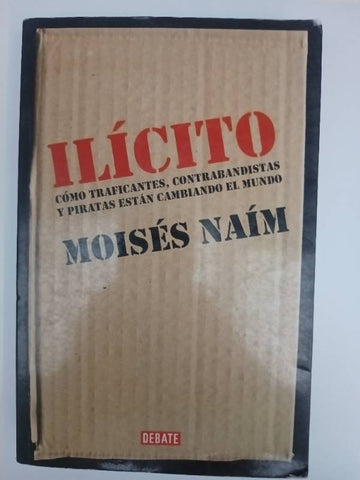 ILÍCITO
CÓMO TRAFICANTES, CONTRABANDISTAS
Y PIRATAS ESTÁN CAMBIANDO EL MUNDO
MOISÉS NAÍM
DEBATE